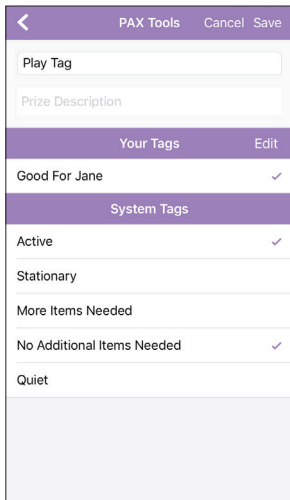 PAX Tools Cancel Save
Play Tag
Prize Description
Your Tags Edit
Good For Jane
System Tags
Active
Stationary
More Items Needed
No Additional Items Needed
Quiet